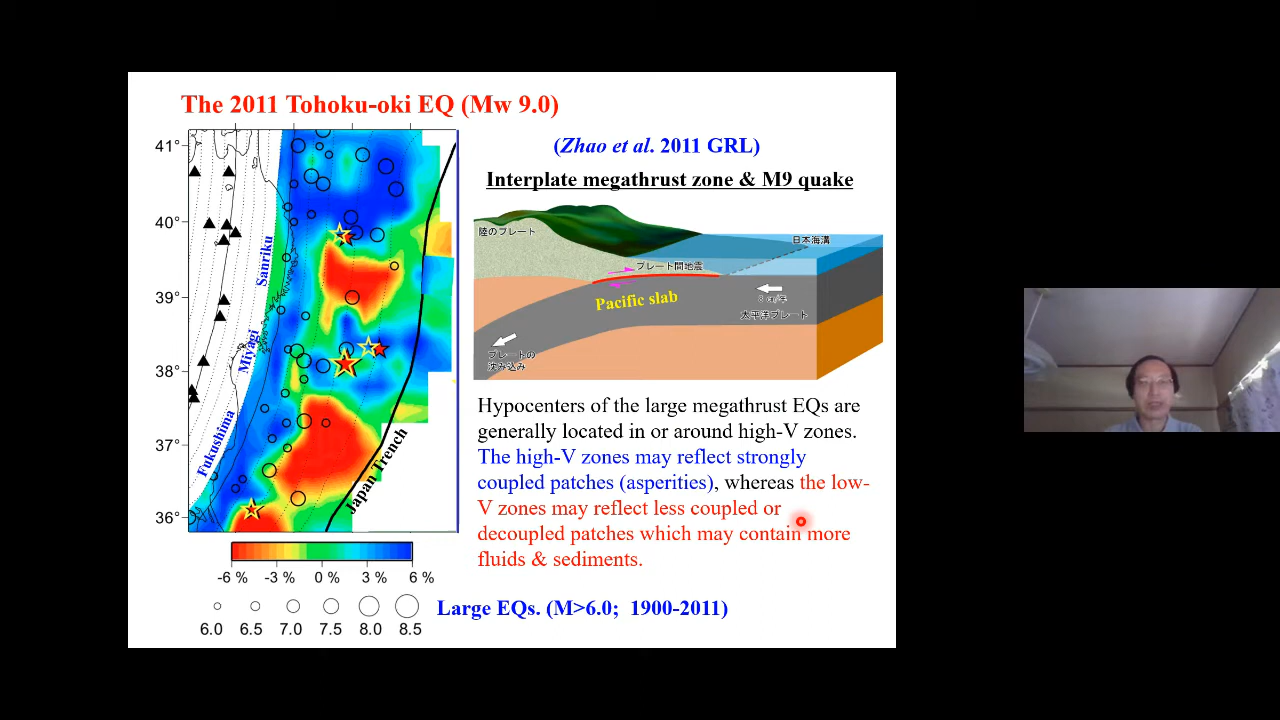 The 2011 Tohoku-oki EQ (Mw 9.0)
41°
40°
39°
38°
37°
36°
Sanriku
Miyagi
Fukushima
Japan Trench
-6 % -3 % 0 % 3 % 6 %
6.0 6.5 7.0 7.5 8.0 8.5
Large EQs. (M>6.0; 1900-2011)
(Zhao et al. 2011 GRL)
Interplate megathrust zone & M9 quake
陸のプレート
日本海溝
プレート間地震
Pacific slab
8 cm/年
太平洋プレート
プレートの
沈み込み
Hypocenters of the large megathrust EQs are
generally located in or around high-V zones.
The high-V zones may reflect strongly
coupled patches (asperities), whereas the low-
V zones may reflect less coupled or
decoupled patches which may contain more
fluids & sediments.